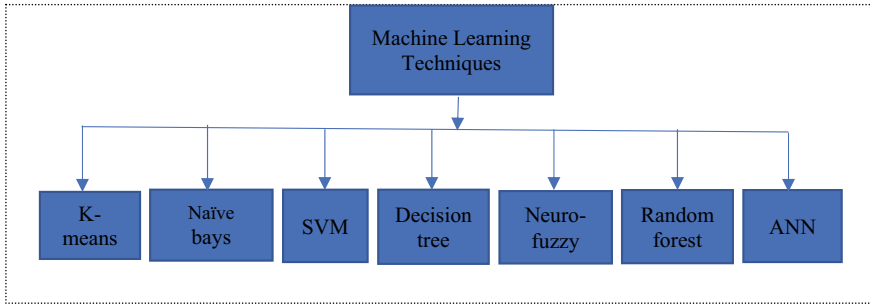 Machine Learning
Techniques
K-
means
Naïve
bays
SVM
Decision
tree
Neuro-
fuzzy
Random
forest
ANN